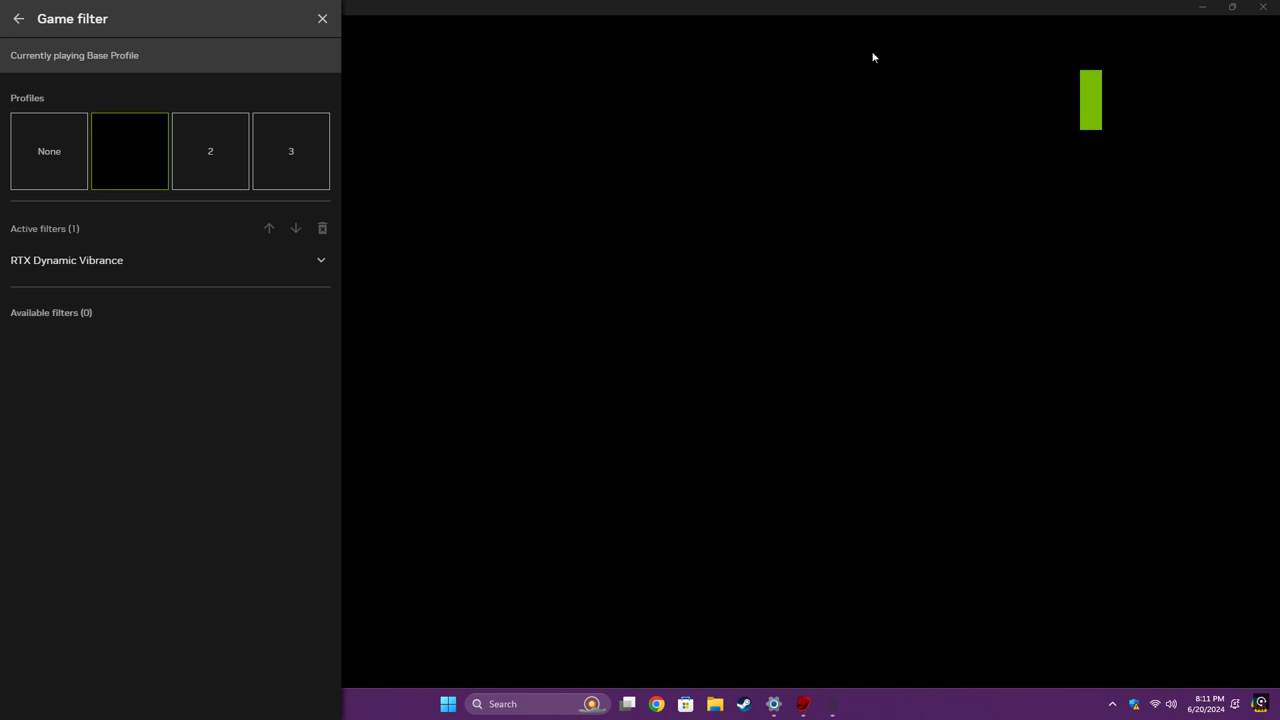 Game filter
Currently playing Base Profile
Profiles
None
2
3
Active filters (1)
RTX Dynamic Vibrance
Available filters (0)
Search
8:11 PM
6/20/2024